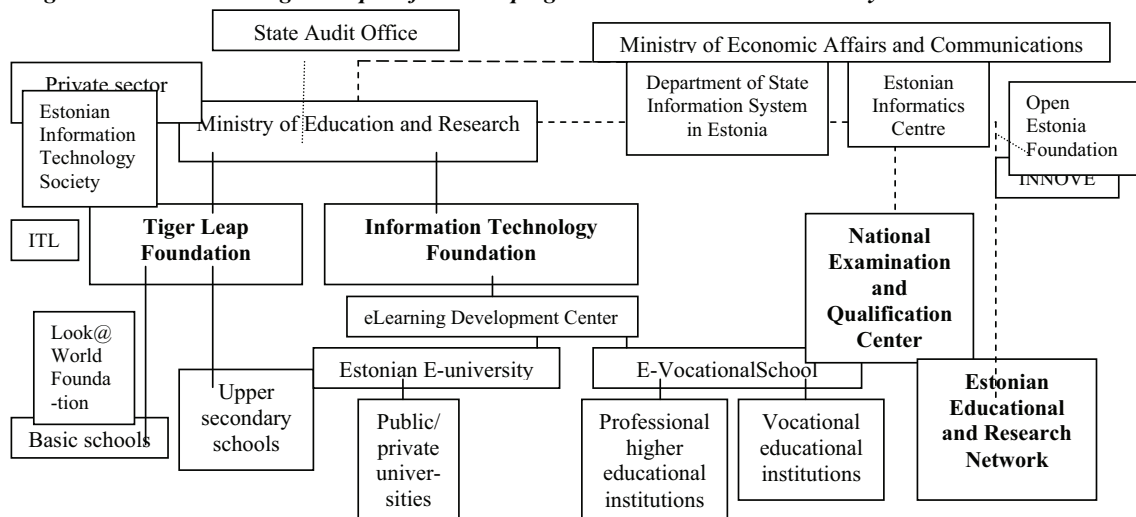 State Audit Office
Ministry of Economic Affairs and Communications
Private sector
Estonian
Information
Technology
Society
Ministry of Education and Research
Department of State
Information System
in Estonia
Estonian
Informatics
Centre
Open
Estonia
Foundation
INNOVE
ITL
Tiger Leap
Foundation
Information Technology
Foundation
National
Examination
and
Qualification
Center
eLearning Development Center
Look@
World
Founda
-tion
Basic schools
Upper
secondary
schools
Estonian E-university
E-VocationalSchool
Public/
private
univer-
sities
Professional
higher
educational
institutions
Vocational
educational
institutions
Estonian
Educational
and Research
Network